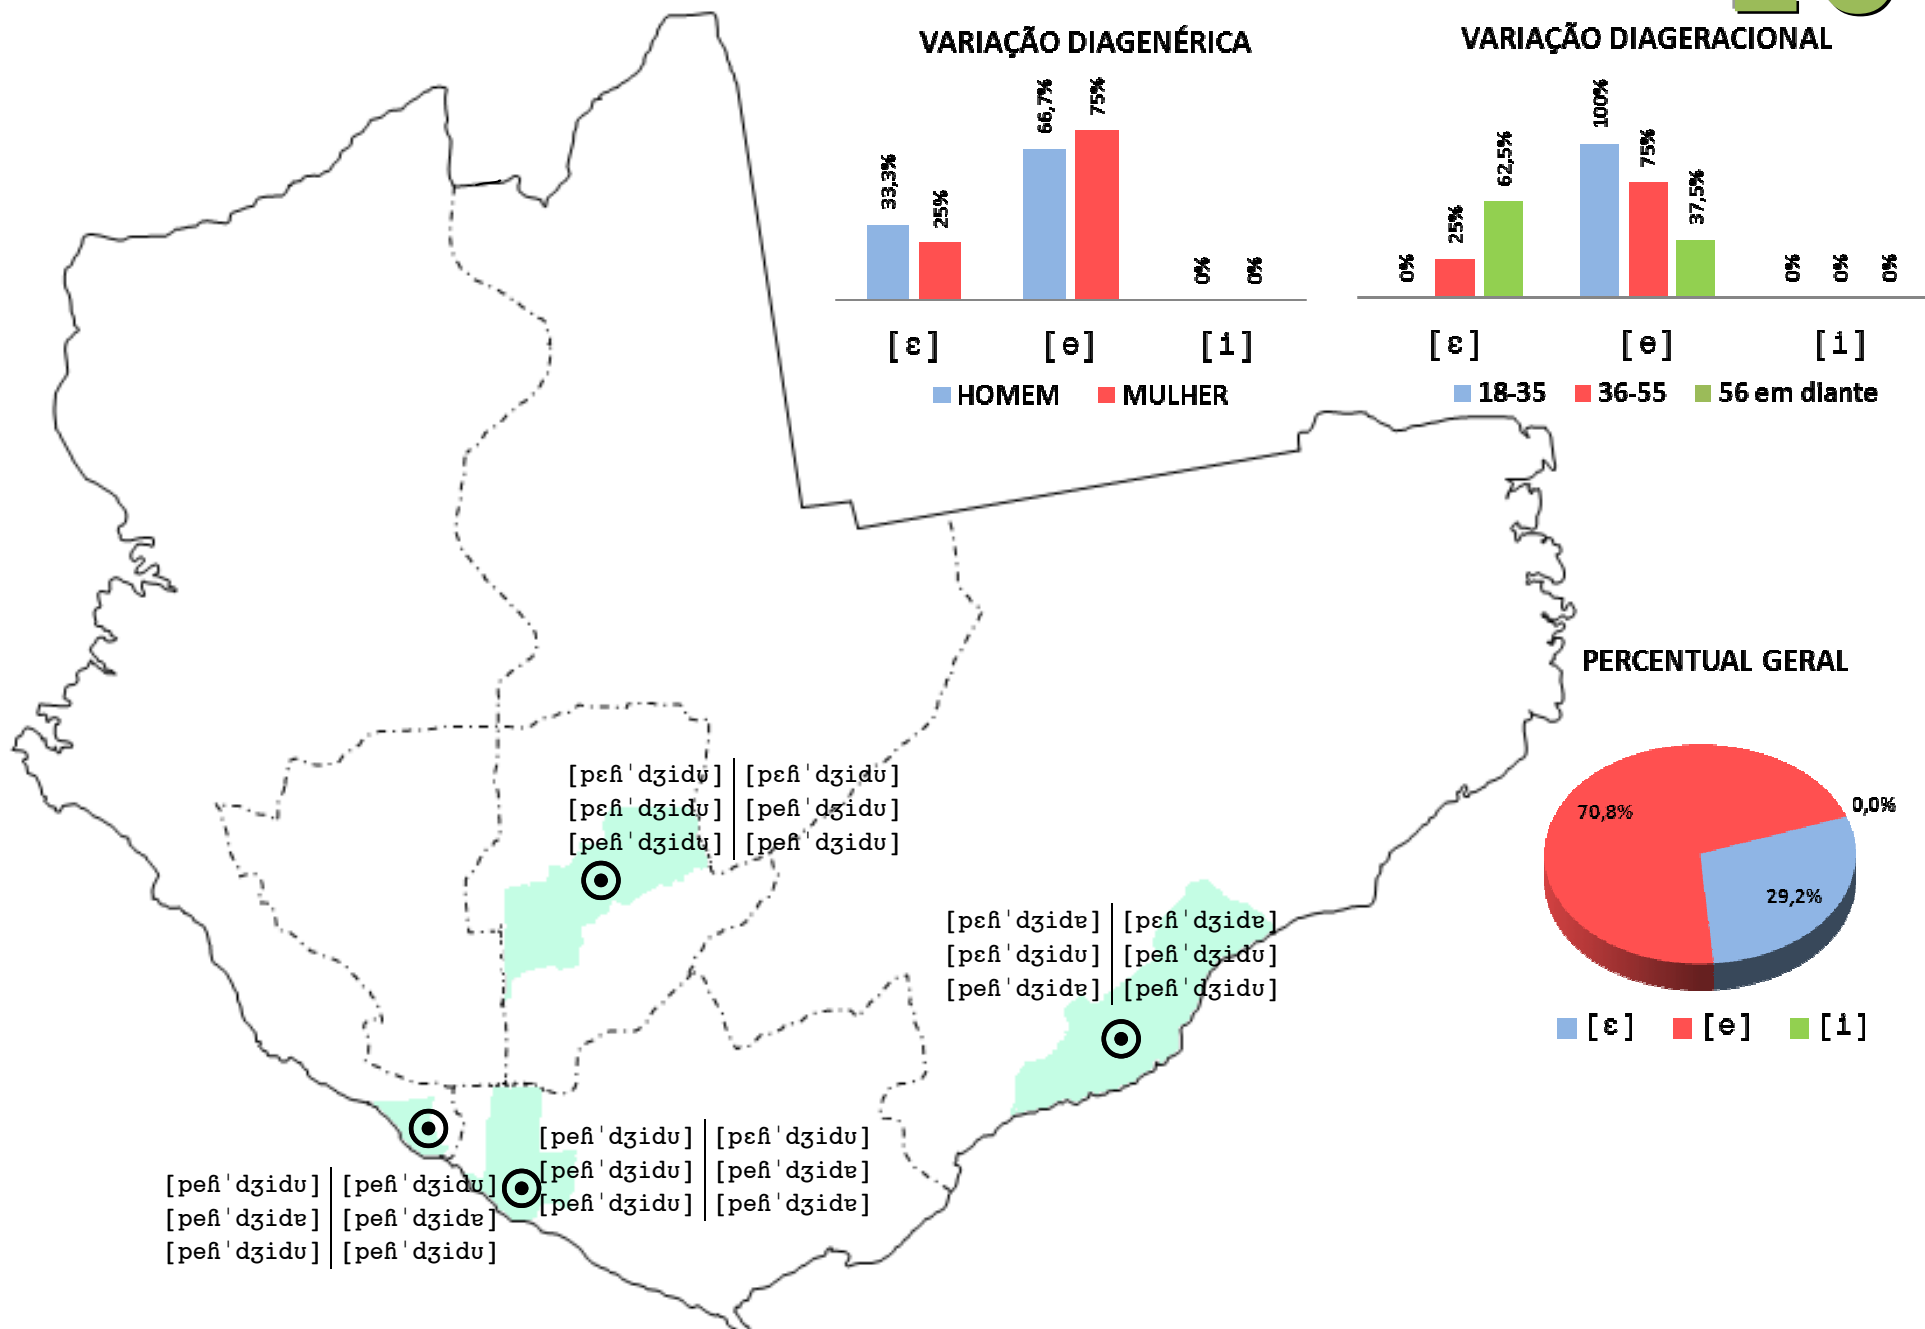 VARIAÇÃO DIAGENÉRICA
33,3% 25% 66,7% 75% 0% 0%
[ɛ] [e] [i]
HOMEM MULHER
VARIAÇÃO DIAGERACIONAL
0% 25% 62,5% 100% 75% 37,5% 0% 0% 0%
[ɛ] [e] [i]
18-35 36-55 56 em diante
PERCENTUAL GERAL
70,8% 0,0%
29,2%
[ɛ] [e] [i]
[pɛɦˈdʒidʊ] [pɛɦˈdʒidʊ]
[pɛɦˈdʒidʊ] [peɦˈdʒidʊ]
[peɦˈdʒidʊ] [peɦˈdʒidʊ]
[pɛɦˈdʒidɐ] [pɛɦˈdʒidɐ]
[pɛɦˈdʒidʊ] [peɦˈdʒidʊ]
[peɦˈdʒidɐ] [peɦˈdʒidʊ]
[peɦˈdʒidʊ] [pɛɦˈdʒidʊ]
[peɦˈdʒidʊ] [peɦˈdʒidɐ]
[peɦˈdʒidʊ] [peɦˈdʒidɐ]
[peɦˈdʒidʊ] [peɦˈdʒidʊ]
[peɦˈdʒidɐ] [peɦˈdʒidɐ]
[peɦˈdʒidʊ] [peɦˈdʒidʊ]